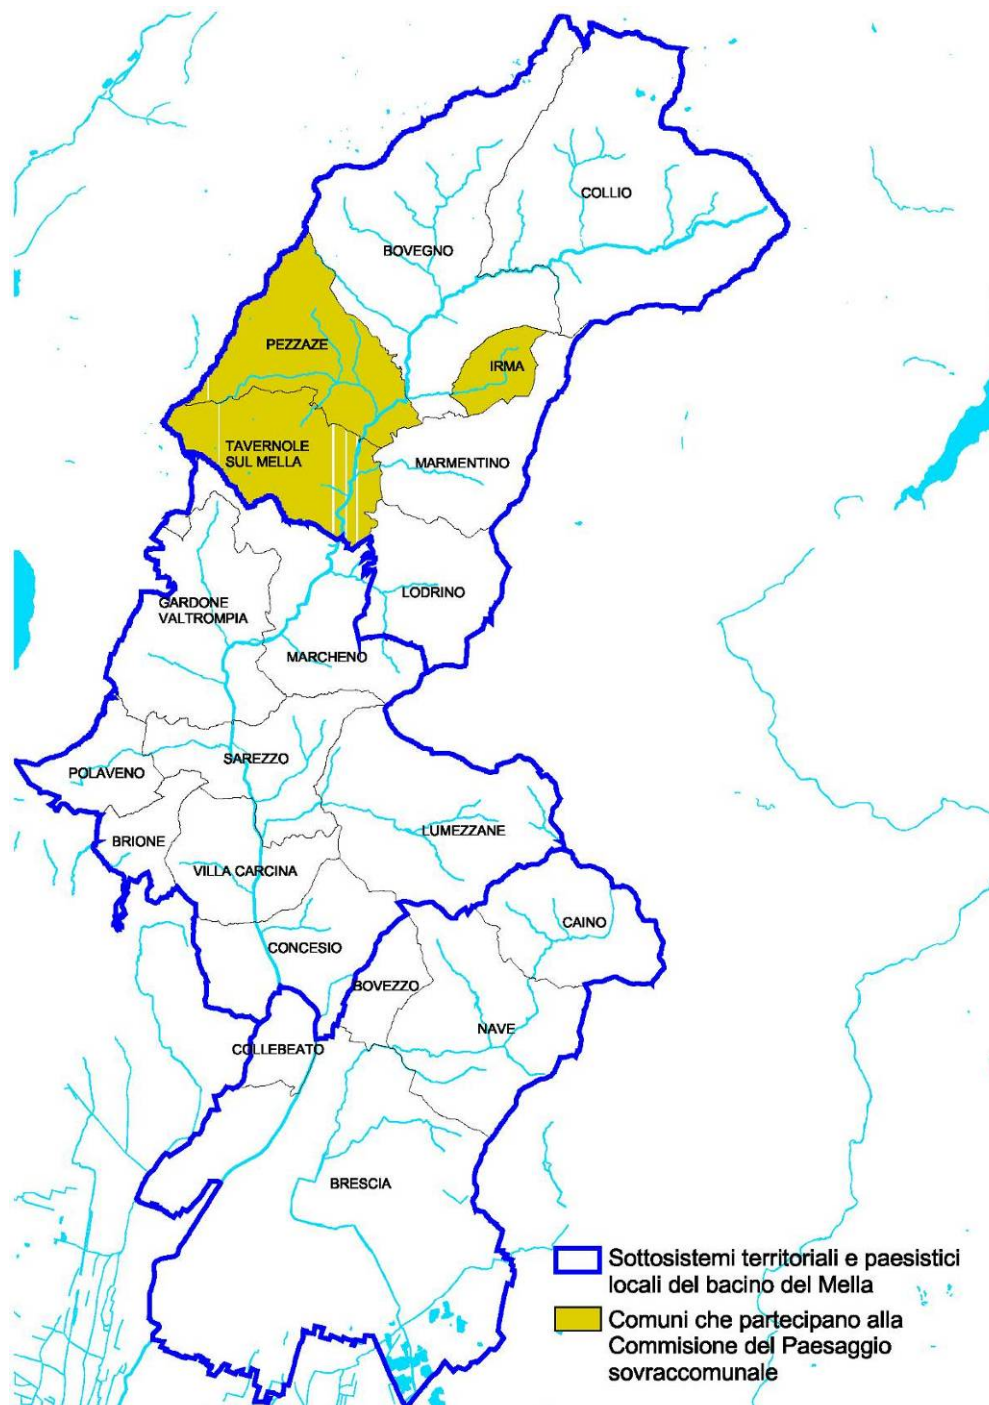 COLLIO
BOVEGNO
PEZZAZE
IRMA
TAVERNOLE
SUL MELLA
MARMENTINO
LODRINO
GARDONE
VALTROMPIA
MARCHENO
SAREZZO
POLAVENO
LUMEZZANE
BRIONE
VILLA CARCINA
CAINO
CONCESIO
BOVEZZO
NAVE
COLLEBEATO
BRESCIA
Sottosistemi territoriali e paesistici
locali del bacino del Mella
Comuni che partecipano alla
Commisione del Paesaggio
sovraccomunale